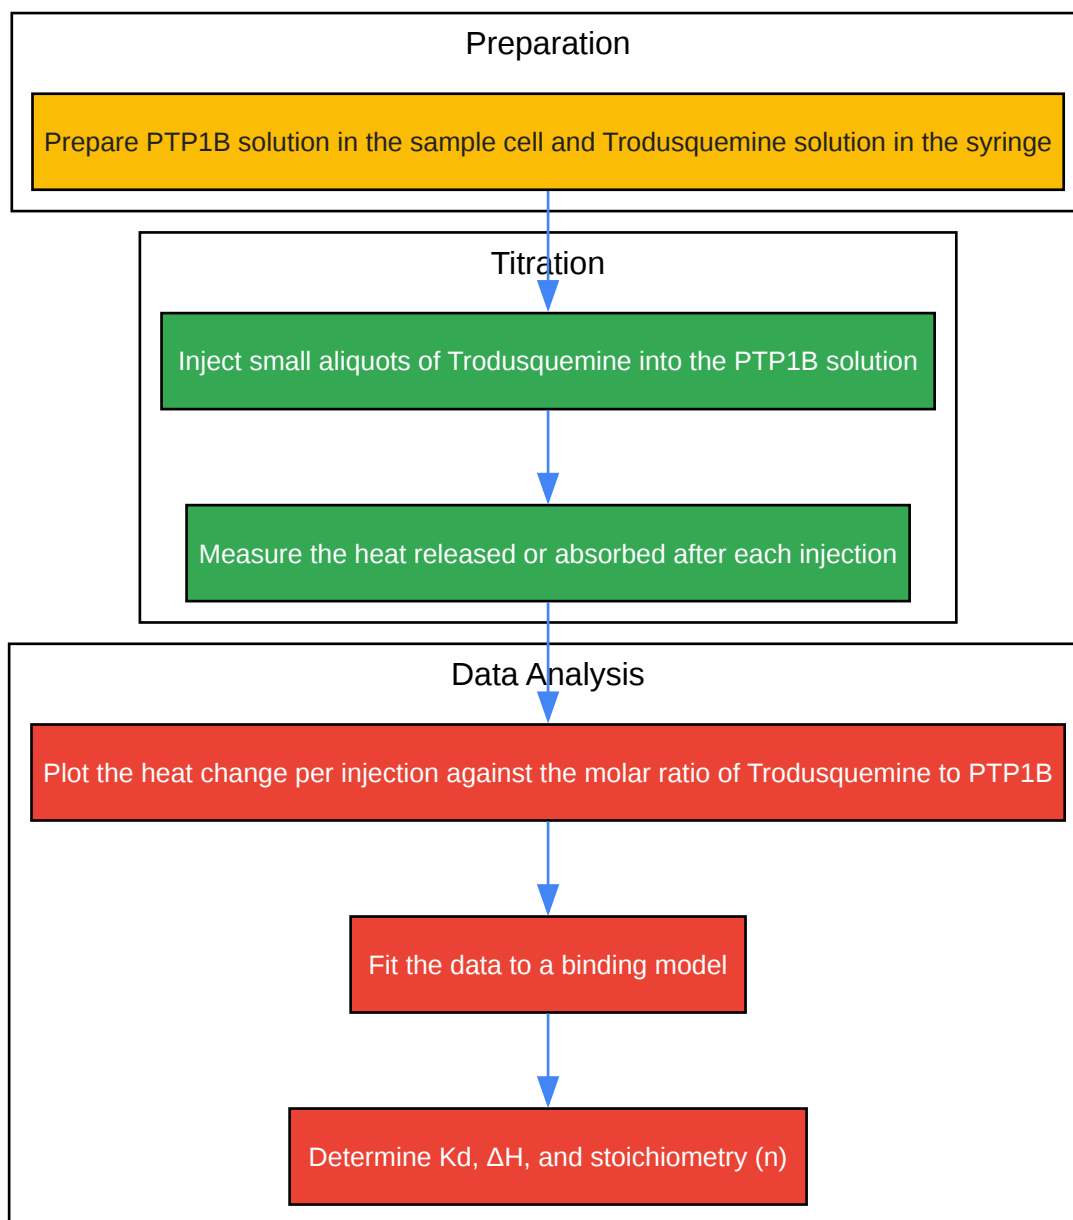 Preparation
Prepare PTP1B solution in the sample cell and Trodusquemine solution in the syringe
Titration
Inject small aliquots of Trodusquemine into the PTP1B solution
Measure the heat released or absorbed after each injection
Data Analysis
Plot the heat change per injection against the molar ratio of Trodusquemine to PTP1B
Fit the data to a binding model
Determine Kd, ΔH, and stoichiometry (n)